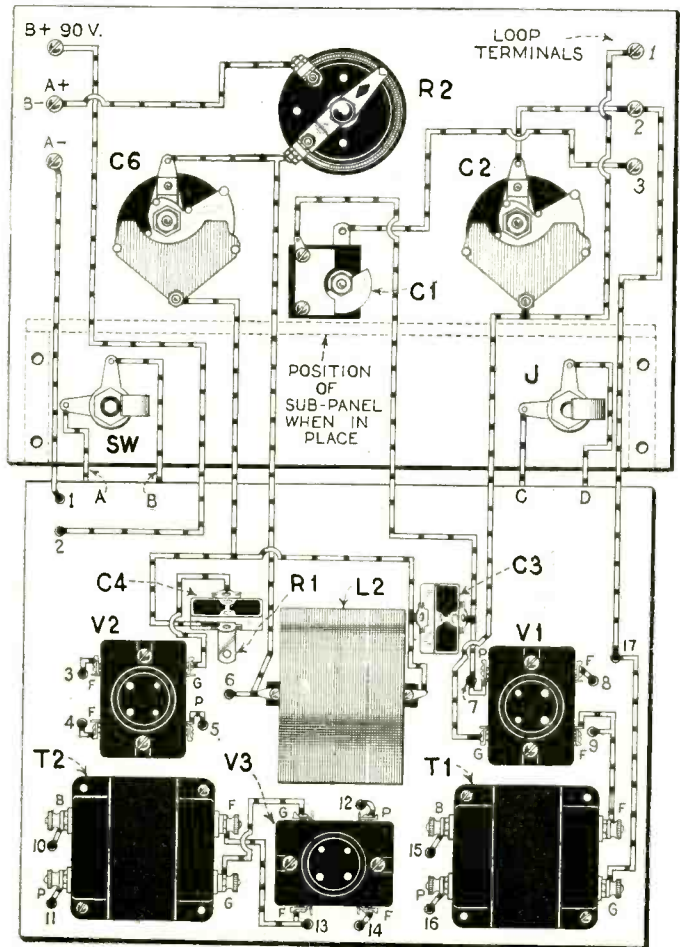 B+ 90 V.
A+
B-
A-
LOOP
TERMINALS
1
2
3
R2
C6
C2
C1
POSITION
OF
SUB-PANEL
WHEN IN
PLACE
SW
J
A
B
C
D
1
2
C4
R1
L2
C3
V2
V1
17
P
F
3
F
G
6
7
8
4
F
P
5
G
F
9
T2
V3
T1
12
G
P
B
F
10
B
F
15
P
G
11
F
F
13
14
P
G
16